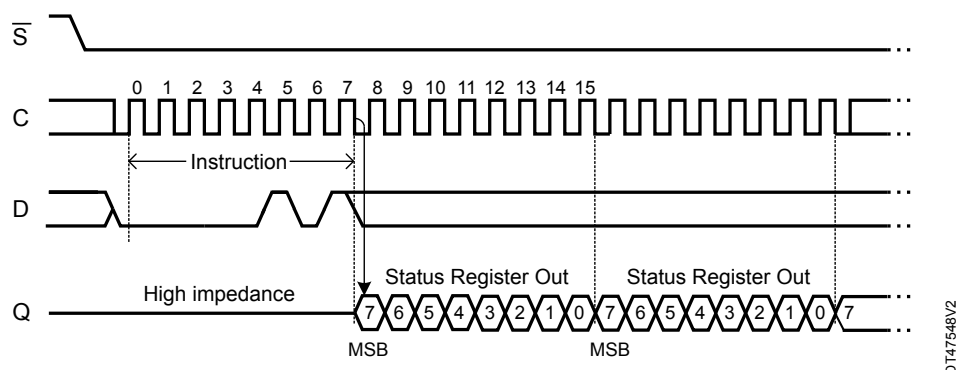 S
0 1 2 3 4 5 6 7 8 9 10 11 12 13 14 15
C
Instruction
D
Status Register Out Status Register Out
High impedance
Q
7 6 5 4 3 2 1 0 7 6 5 4 3 2 1 0 7
MSB MSB
DT47548V2